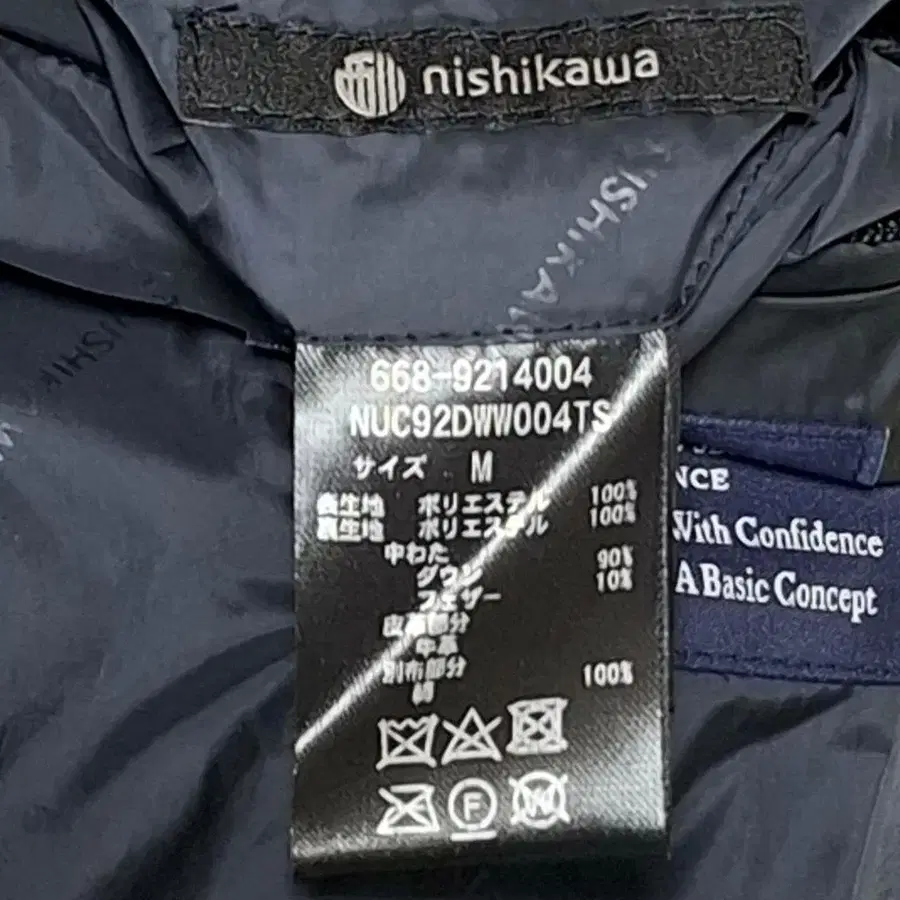 nishikawa
NISHIKAW
668-9214004
NUC92DWW004TS
サイズ M
表生地 ポリエステル 100%
裏生地 ポリエステル 100%
中わた
ダウン 90%
フェザー 10%
皮革部分
牛革
別布部分
綿 100%
F
W
NCE
With Confidence
A Basic Concept